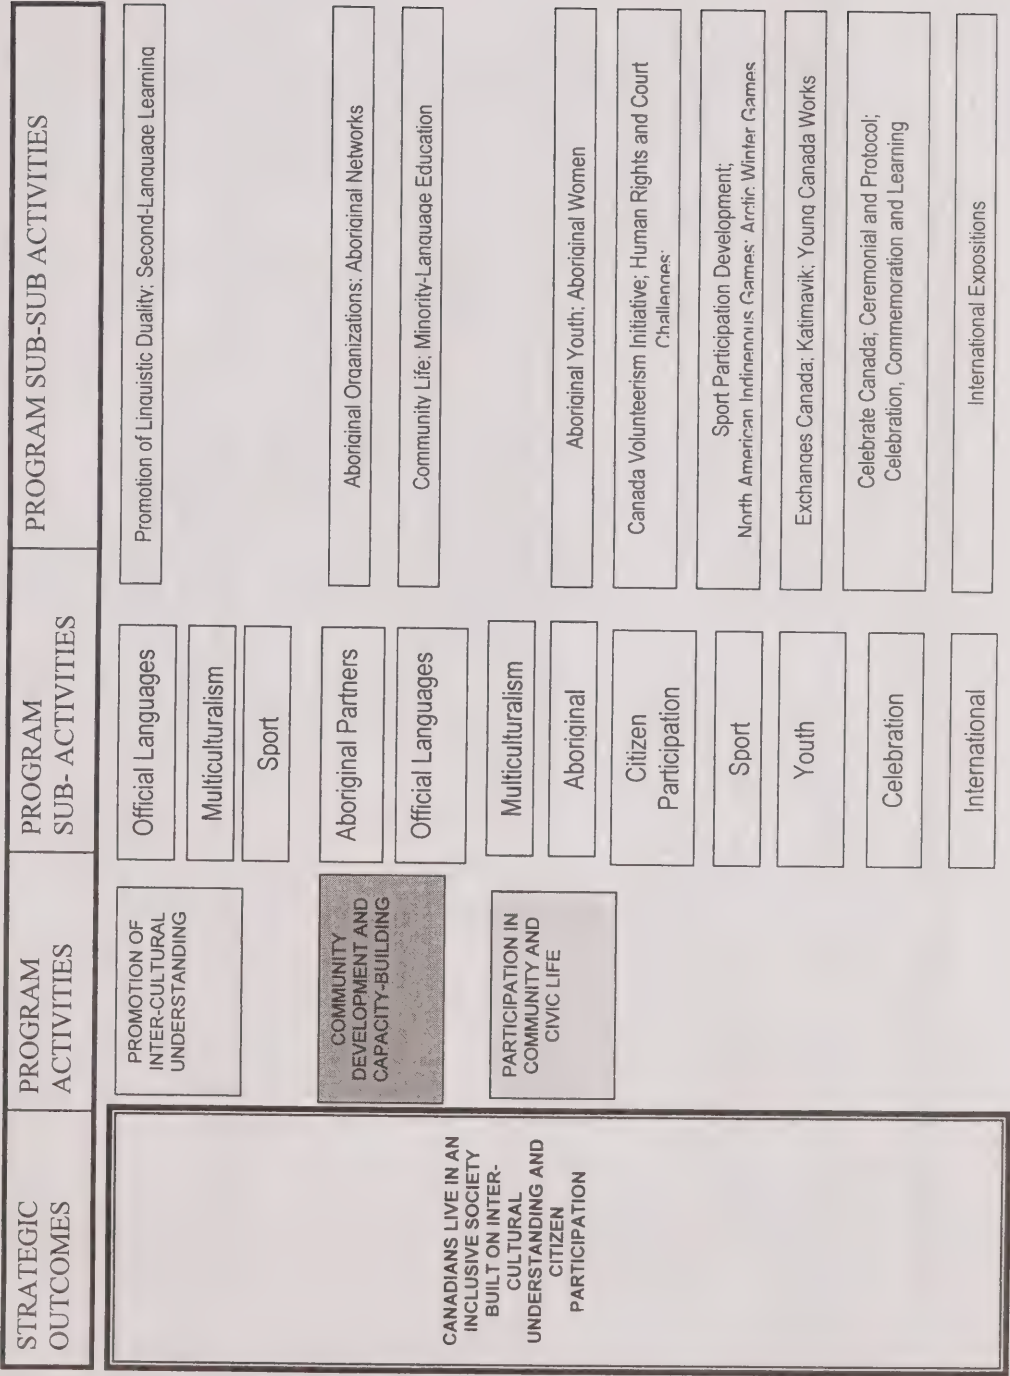 STRATEGIC
OUTCOMES
PROGRAM
ACTIVITIES
PROGRAM
SUB- ACTIVITIES
PROGRAM SUB-SUB ACTIVITIES
CANADIANS LIVE IN AN
INCLUSIVE SOCIETY
BUILT ON INTER-
CULTURAL
UNDERSTANDING AND
CITIZEN
PARTICIPATION
PROMOTION OF
INTER-CULTURAL
UNDERSTANDING
Official Languages
Promotion of Linguistic Duality; Second-Language Learning
Multiculturalism
Sport
COMMUNITY
DEVELOPMENT AND
CAPACITY-BUILDING
Aboriginal Partners
Aboriginal Organizations; Aboriginal Networks
Official Languages
Community Life; Minority-Language Education
PARTICIPATION IN
COMMUNITY AND
CIVIC LIFE
Multiculturalism
Aboriginal
Aboriginal Youth; Aboriginal Women
Citizen
Participation
Canada Volunteerism Initiative; Human Rights and Court
Challenges;
Sport
Sport Participation Development;
North American Indigenous Games; Arctic Winter Games
Youth
Exchanges Canada; Katimavik; Young Canada Works
Celebration
Celebrate Canada; Ceremonial and Protocol;
Celebration, Commemoration and Learning
International
International Expositions